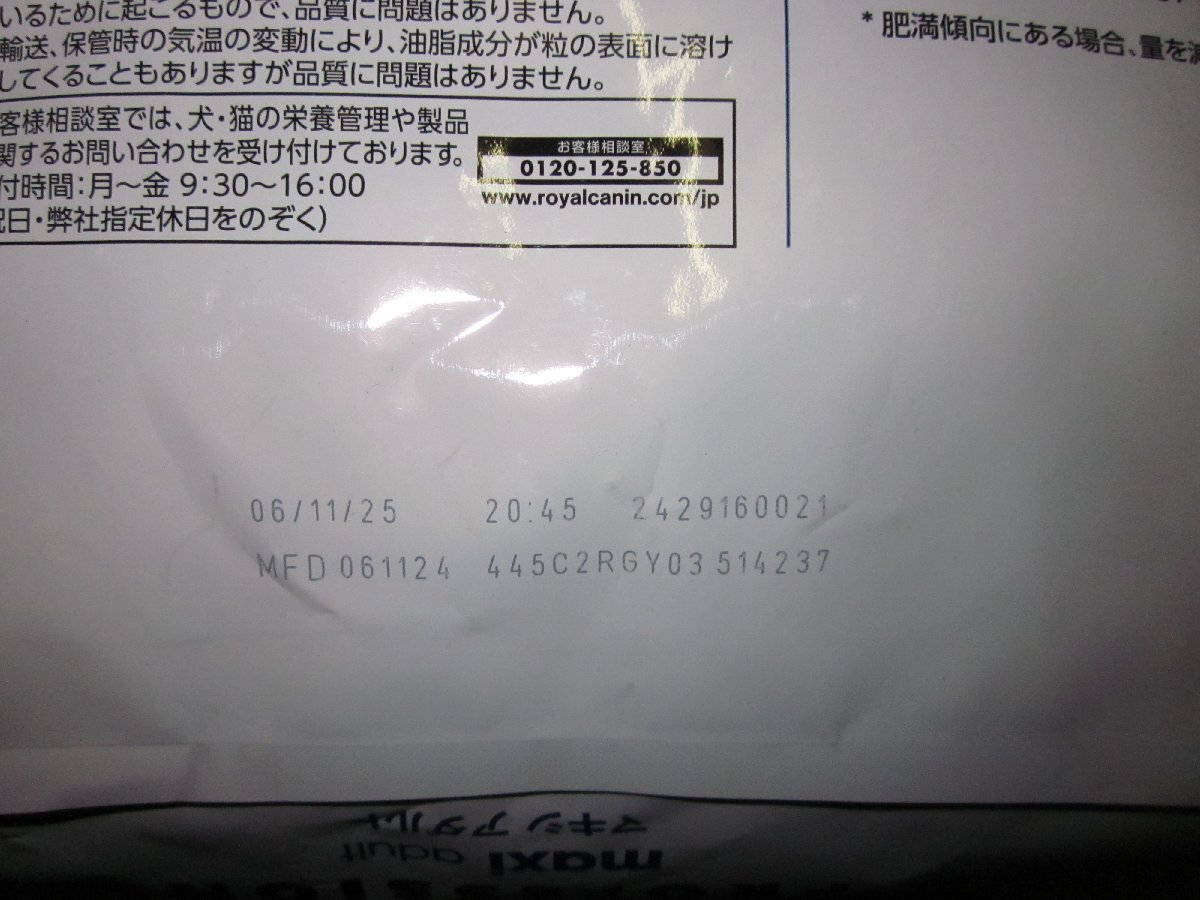 いるために起こるもので、品質に問題はありません。
輸送、保管時の気温の変動により、油脂成分が粒の表面に溶け
してくることもありますが品質に問題はありません。
客様相談室では、犬・猫の栄養管理や製品
関するお問い合わせを受け付けております。
付時間：月〜金 9：30〜16：00
祝日・弊社指定休日をのぞく）
お客様相談室
0120-125-850
www.royalcanin.com/jp
* 肥満傾向にある場合、量を減
06/11/25 20:45 2429160021
MFD 061124 445C2RGY03 514237
マキシ アダルト
maxi adult